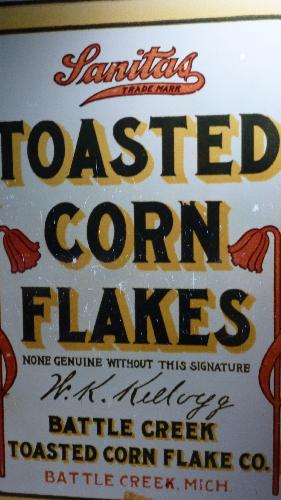 Sanitas
TRADE MARK
TOASTED
CORN
FLAKES
NONE GENUINE WITHOUT THIS SIGNATURE
W. K. Kellogg
BATTLE CREEK
TOASTED CORN FLAKE CO.
BATTLE CREEK, MICH